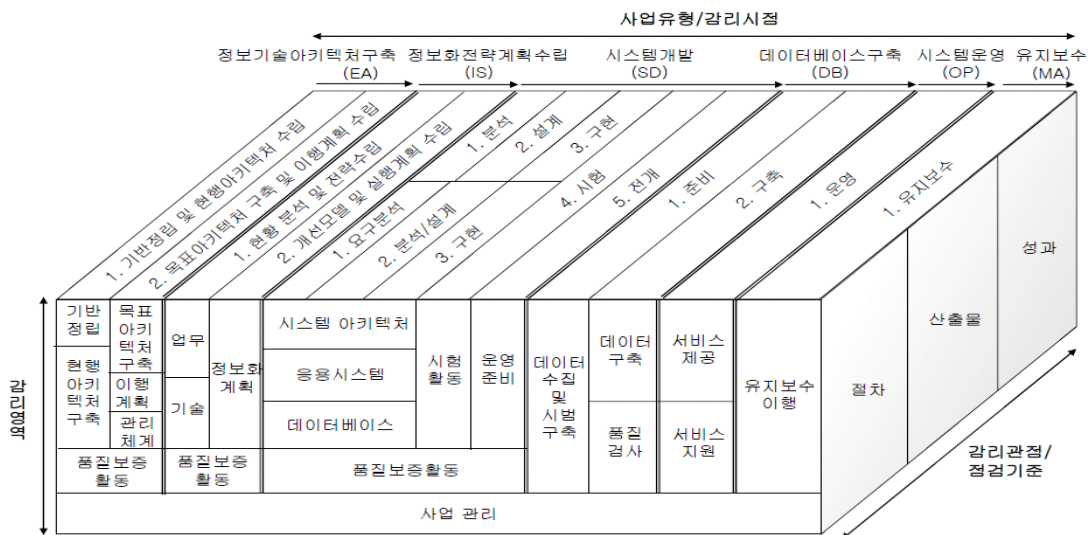 사업유형/감리시점
정보기술아키텍처구축
(EA)
정보화전략계획수립
(IS)
시스템개발
(SD)
데이터베이스구축
(DB)
시스템운영
(OP)
유지보수
(MA)
1. 기반정립 및 현행아키텍처 수립
2. 목표아키텍처 구축 및 이행계획 수립
1. 현황 분석 및 전략수립
2. 개선모델 및 실행계획 수립
1. 분석
2. 설계
3. 구현
1. 요구분석
2. 분석/설계
3. 구현
4. 시험
5. 전개
1. 준비
2. 구축
1. 운영
1. 유지보수
감리영역
기반
정립
현행
아키
텍처
구축
목표
아키
텍처
구축
이행
계획
관리
체계
품질보증
활동
업무
기술
정보화
계획
품질보증
활동
시스템 아키텍처
응용시스템
데이터베이스
시험
활동
운영
준비
품질보증활동
데이터
수집
및
시범
구축
데이터
구축
품질
검사
서비스
제공
서비스
지원
유지보수
이행
사업 관리
절차
산출물
성과
감리관점/
점검기준